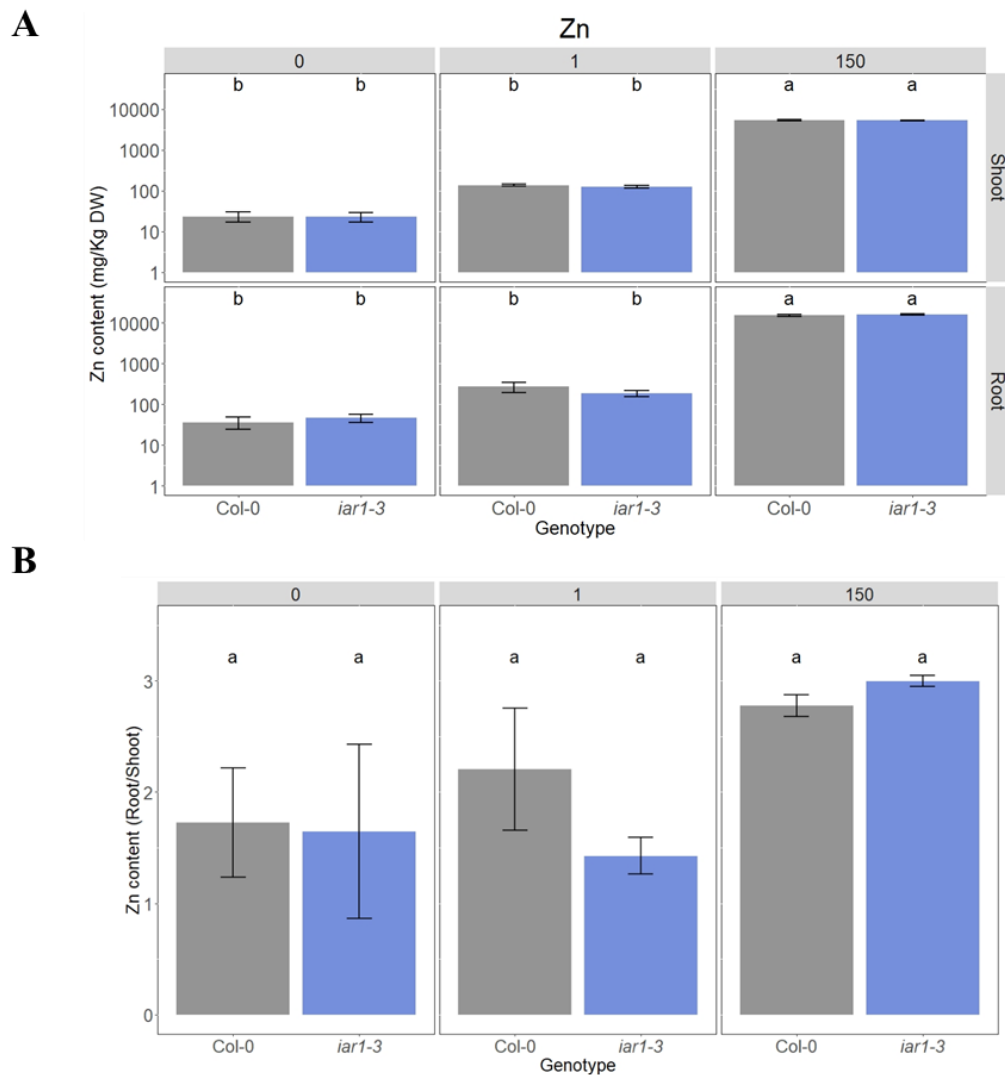 A
Zn
0 1 150
b b b b a a
10000
1000
100
10
1
Shoot
Zn content (mg/Kg DW)
b b b b a a
10000
1000
100
10
1
Root
Col-0 iar1-3 Col-0 iar1-3 Col-0 iar1-3
Genotype
B
0 1 150
a a a a a a
3
2
1
0
Zn content (Root/Shoot)
Col-0 iar1-3 Col-0 iar1-3 Col-0 iar1-3
Genotype